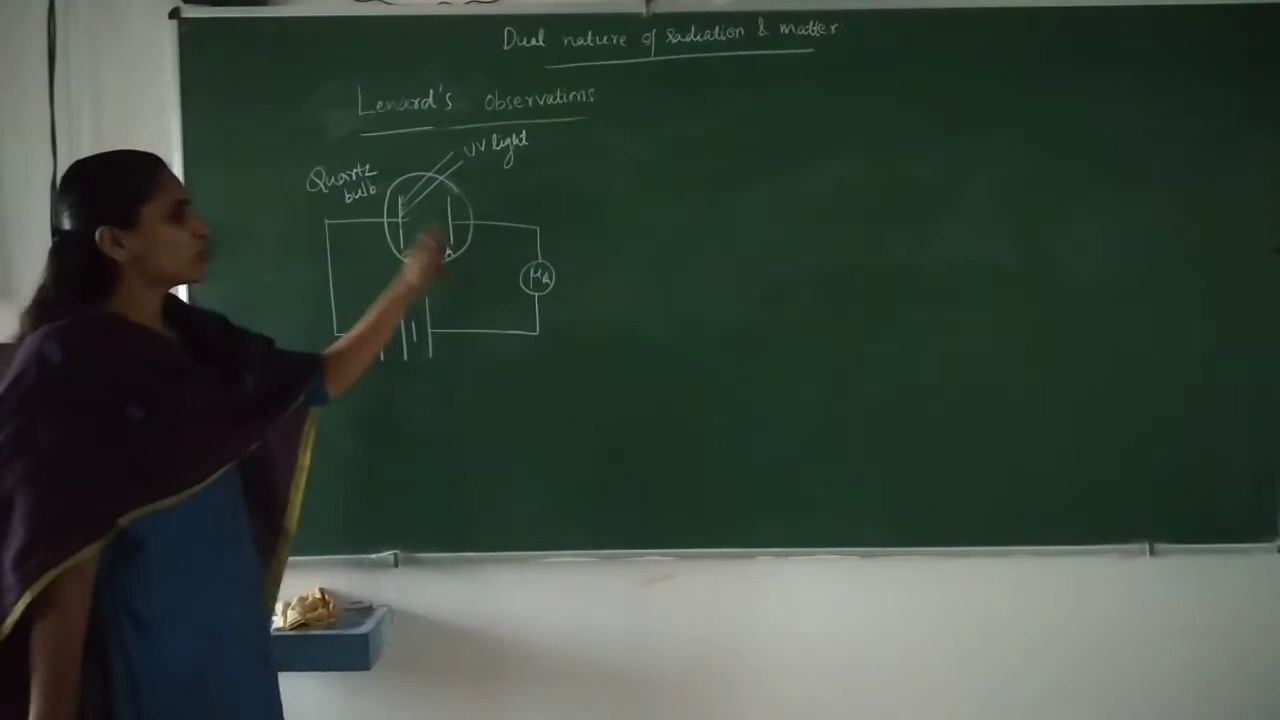 Dual nature of radiation & matter
Lenard's observations
UV light
Quartz
bulb
μA